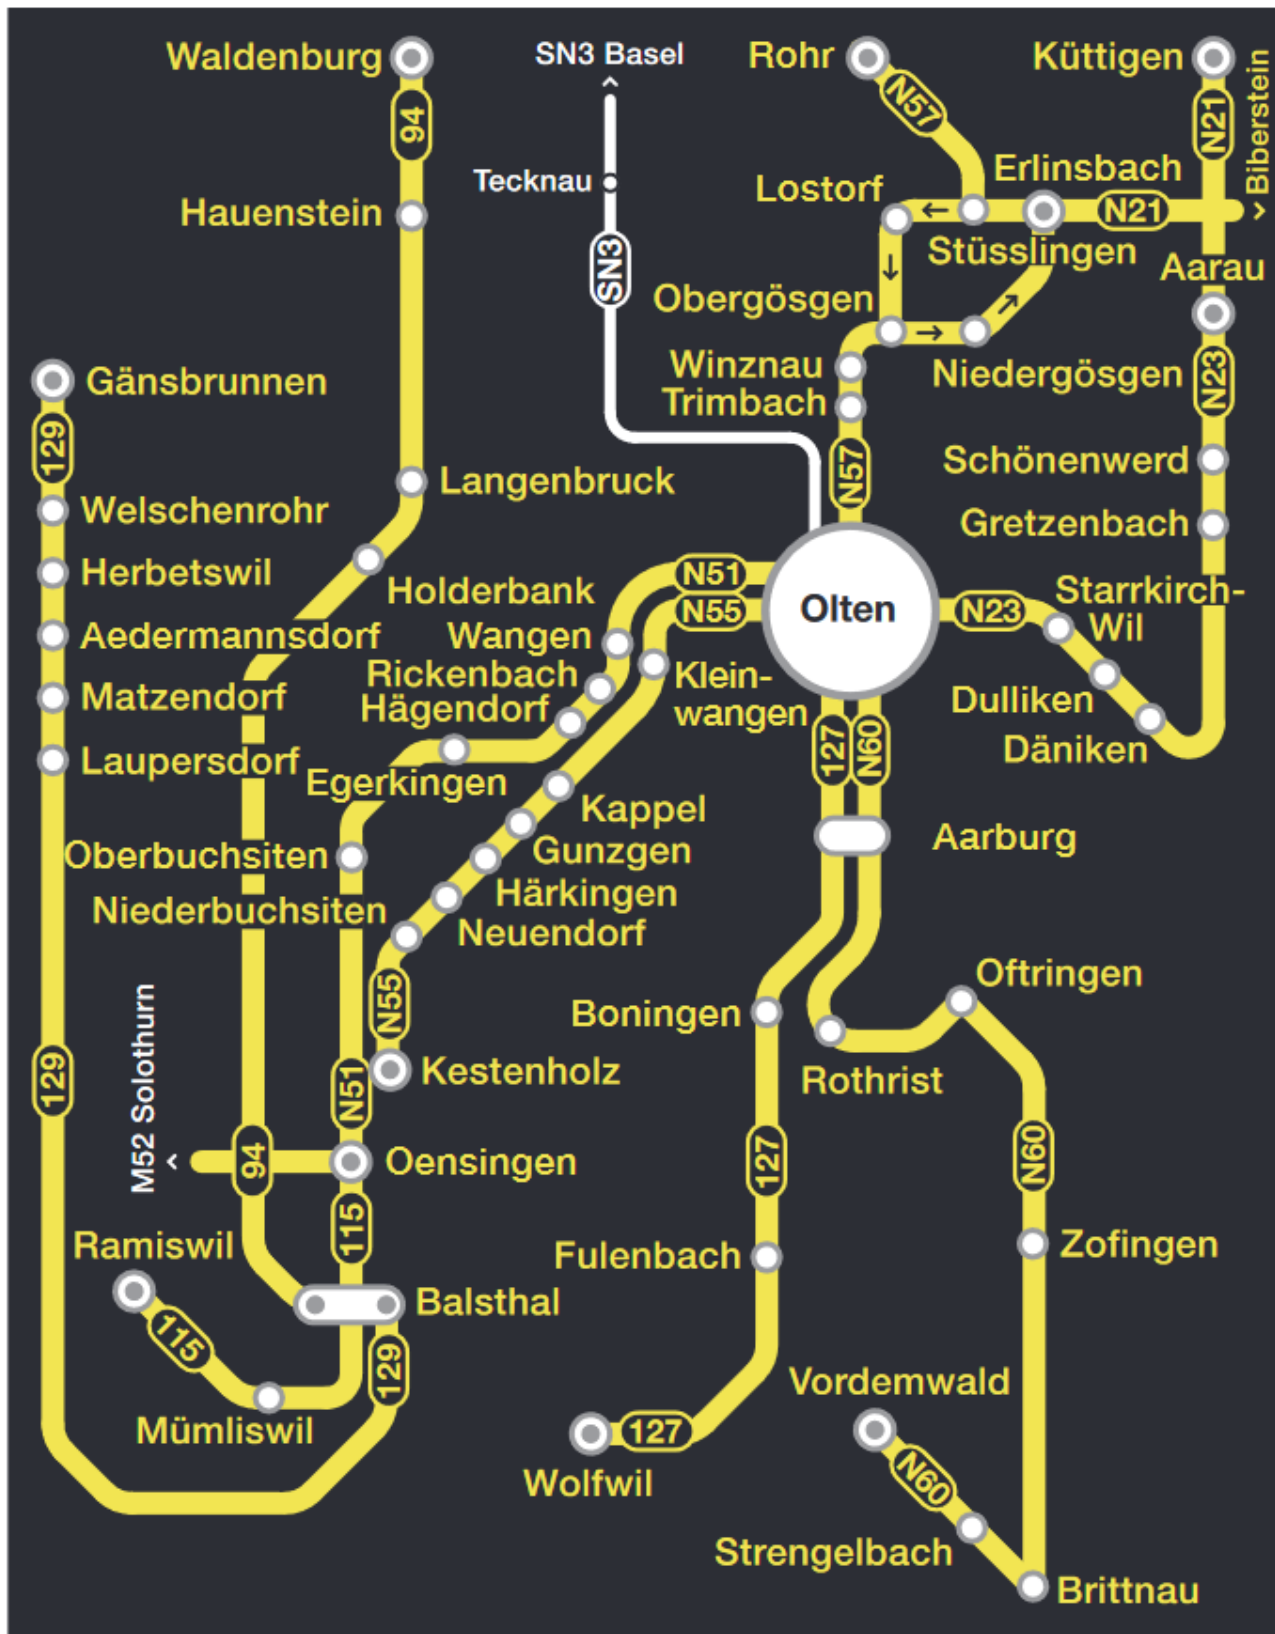 Waldenburg
SN3 Basel
Rohr
Küttigen
94
N57
N21
Biberstein
Erlinsbach
Tecknau
Lostorf
N21
Hauenstein
Stüsslingen
SN3
Aarau
Obergösgen
Winznau
Niedergösgen
N23
Gänsbrunnen
Trimbach
129
N57
Schönenwerd
Langenbruck
Welschenrohr
Gretzenbach
Herbetswil
N51
Holderbank
Starrkirch-
Wil
N55
Olten
N23
Aedermannsdorf
Wangen
Rickenbach
Klein-
wangen
Matzendorf
Hägendorf
Dulliken
Däniken
127
N60
Laupersdorf
Egerkingen
Kappel
Aarburg
Oberbuchsiten
Gunzgen
Härkingen
Niederbuchsiten
Neuendorf
Oftringen
N55
Boningen
129
N51
Kestenholz
Rothrist
M52 Solothurn
94
Oensingen
127
N60
115
Ramiswil
Fulenbach
Zofingen
Balsthal
115
129
Vordemwald
Mümliswil
127
Wolfwil
N60
Strengelbach
Brittnau